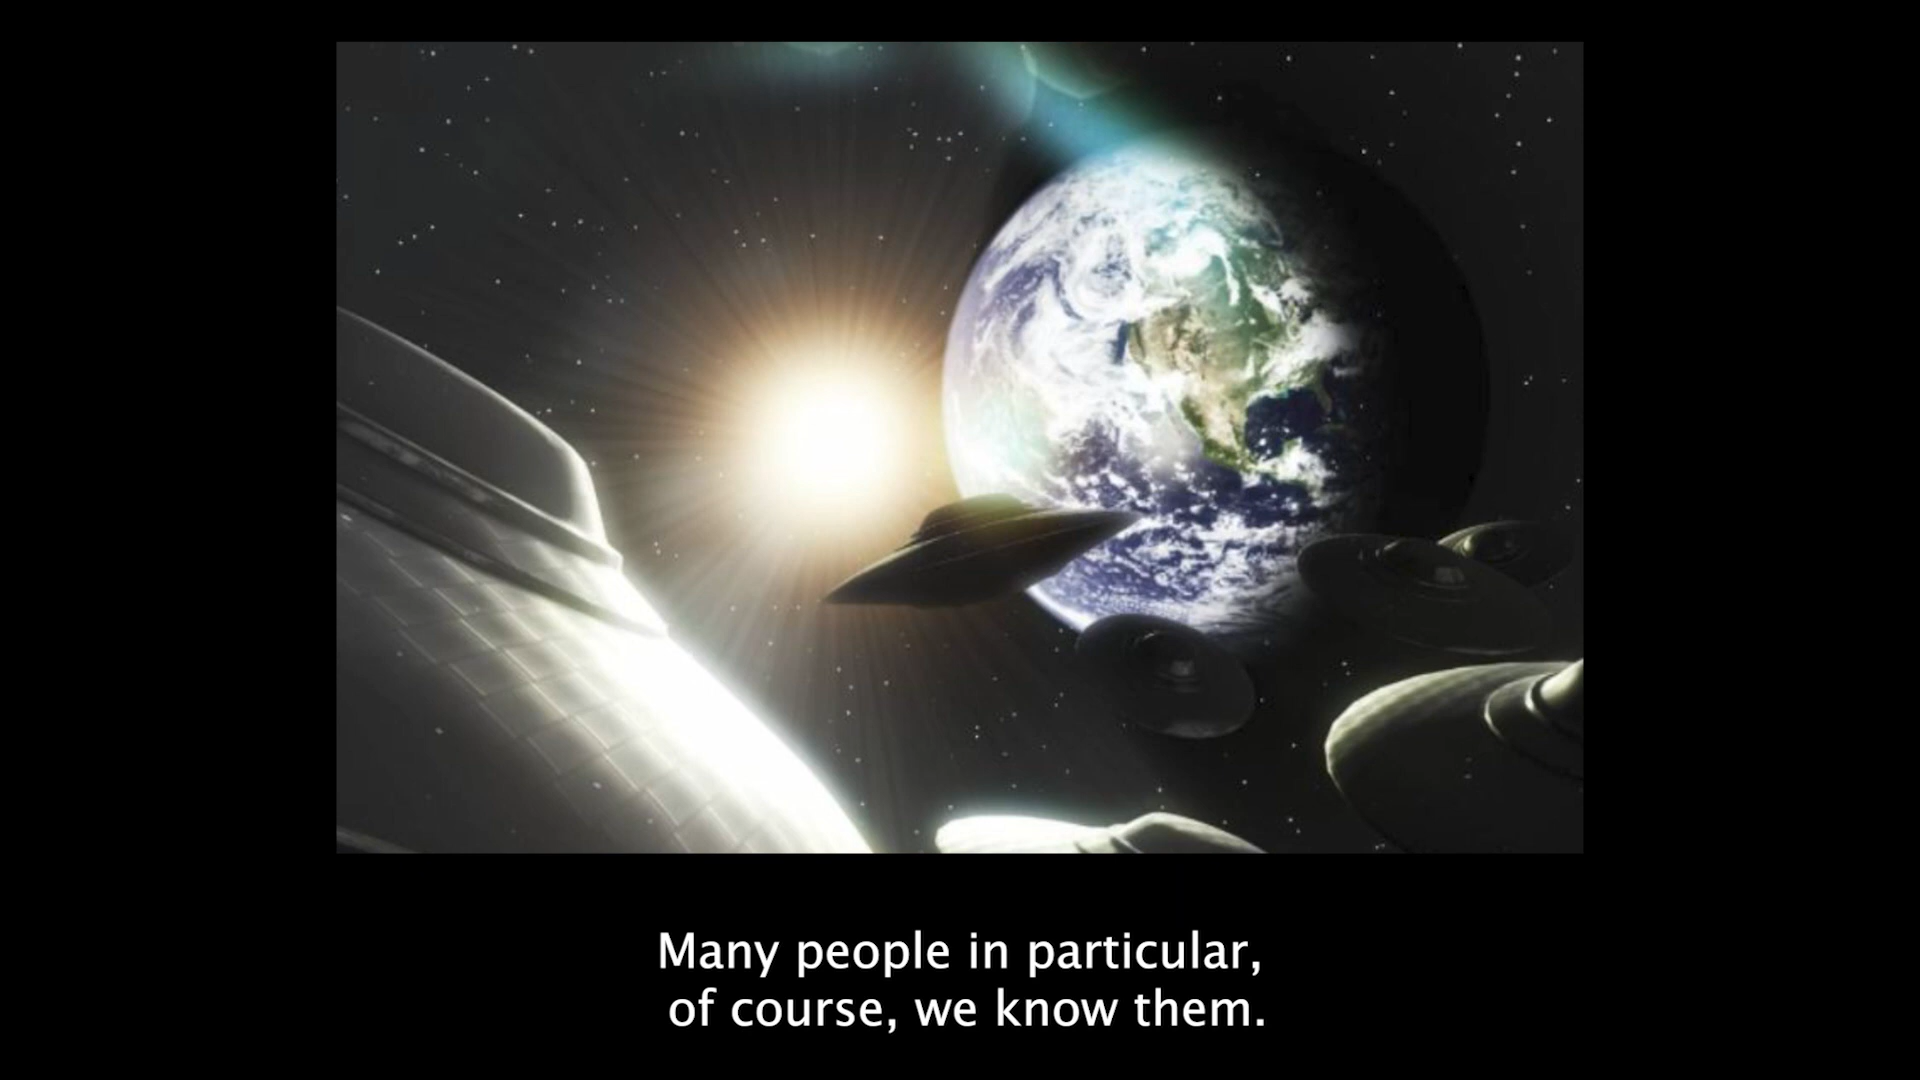 Many people in particular,
of course, we know them.